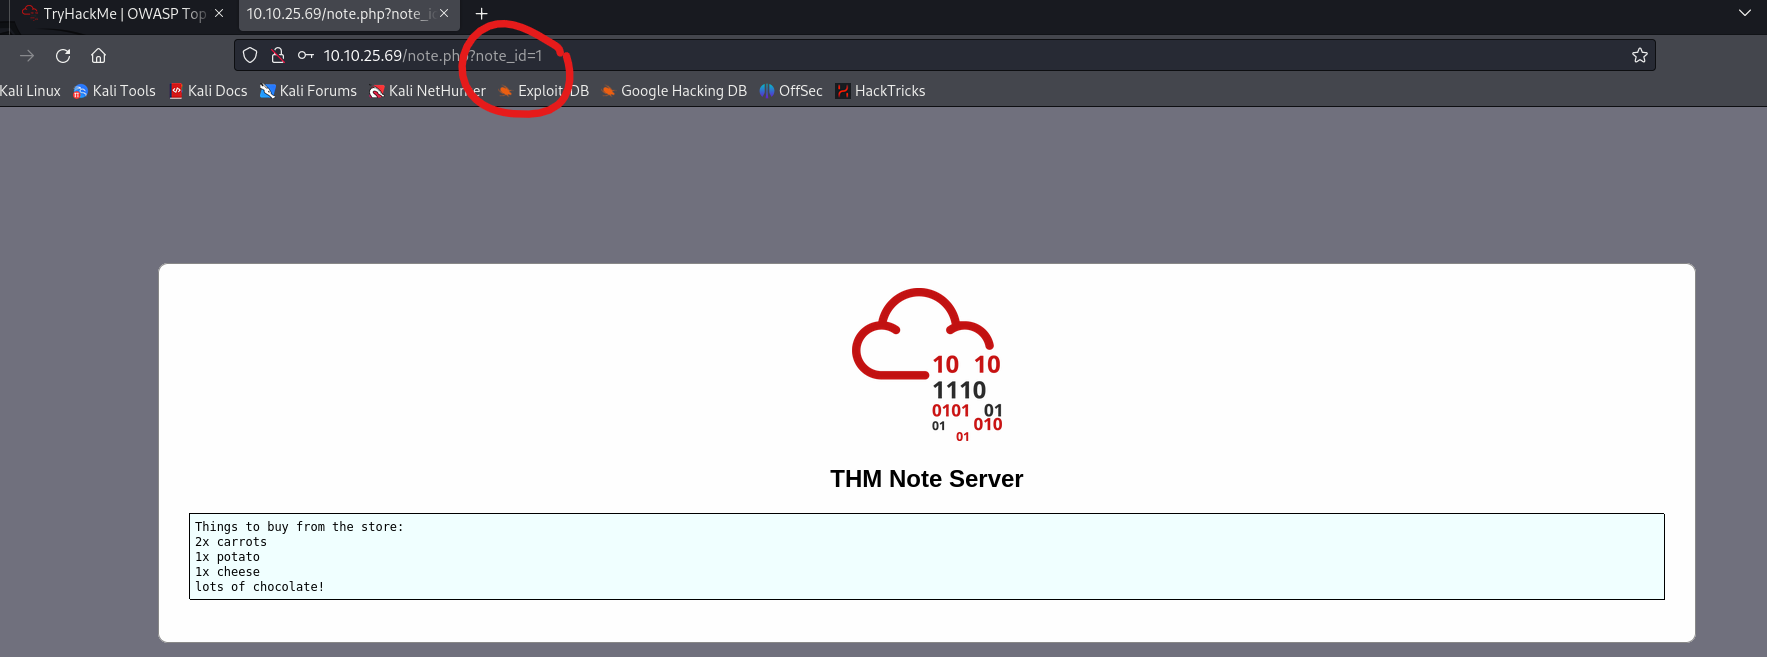 TryHackMe | OWASP Top
10.10.25.69/note.php?note_i
10.10.25.69/note.php?note_id=1
Kali Linux Kali Tools Kali Docs Kali Forums Kali NetHunter Exploit-DB Google Hacking DB OffSec HackTricks
10 10
1110
0101 01
01 010
01
THM Note Server
Things to buy from the store:
2x carrots
1x potato
1x cheese
lots of chocolate!